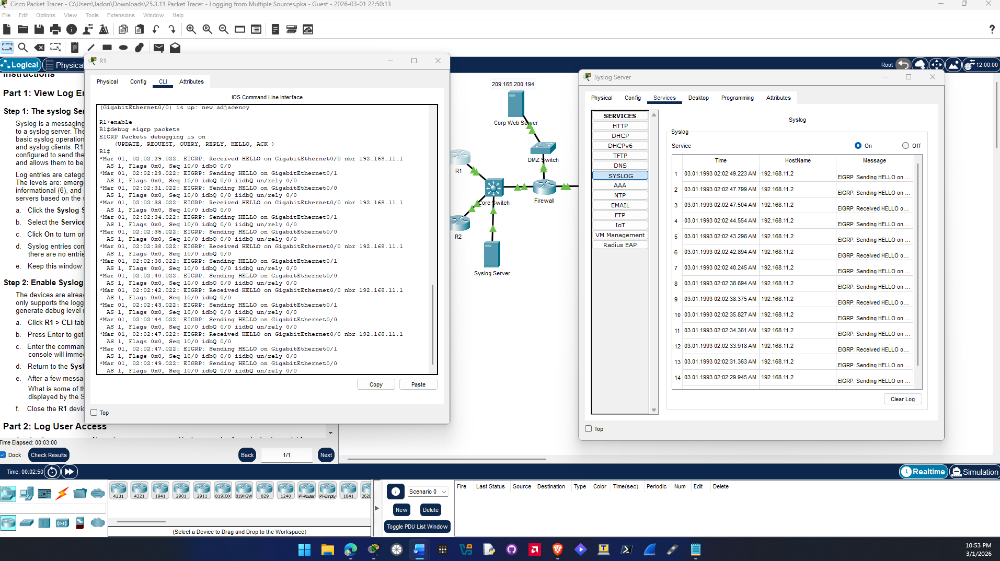 Cisco Packet Tracer - C:\Users\Jadon\Downloads\25.3.11 Packet Tracer - Logging from Multiple Sources.pka - Guest - 2026-03-01 22:50:13
File Edit Options View Tools Extensions Window Help
Logical Physical
Root 12:00:00
Instructions
Part 1: View Log En
Step 1: The syslog Ser
Syslog is a messaging
to a syslog server. The
basic syslog operation
and syslog clients. R1
configured to send the
and allows them to be
Log entries are catego
The levels are: emerg
informational (6), and
servers based on the s
a. Click the Syslog S
b. Select the Service
c. Click On to turn on
d. Syslog entries com
there are no entrie
e. Keep this window
Step 2: Enable Syslog.
The devices are alrea
only supports the logg
generate debug level
a. Click R1 > CLI tab
b. Press Enter to get
c. Enter the comman
console will imme
d. Return to the Sysl
e. After a few messa
What is some of th
displayed by the S
f. Close the R1 devic
Part 2: Log User Access
Time Elapsed: 00:03:00
Dock Check Results Back 1/1 Next
R1
Physical Config CLI Attributes
IOS Command Line Interface
(GigabitEthernet0/0) is up: new adjacency
R1>enable
R1#debug eigrp packets
EIGRP Packets debugging is on
(UPDATE, REQUEST, QUERY, REPLY, HELLO, ACK )
R1#
*Mar 01, 02:02:29.022: EIGRP: Received HELLO on GigabitEthernet0/0 nbr 192.168.11.1
AS 1, Flags 0x0, Seq 10/0 idbQ 0/0
*Mar 01, 02:02:29.022: EIGRP: Sending HELLO on GigabitEthernet0/1
AS 1, Flags 0x0, Seq 10/0 idbQ 0/0 iidbQ un/rely 0/0
*Mar 01, 02:02:31.022: EIGRP: Sending HELLO on GigabitEthernet0/0
AS 1, Flags 0x0, Seq 10/0 idbQ 0/0 iidbQ un/rely 0/0
*Mar 01, 02:02:33.022: EIGRP: Received HELLO on GigabitEthernet0/0 nbr 192.168.11.1
AS 1, Flags 0x0, Seq 10/0 idbQ 0/0
*Mar 01, 02:02:34.022: EIGRP: Sending HELLO on GigabitEthernet0/1
AS 1, Flags 0x0, Seq 10/0 idbQ 0/0 iidbQ un/rely 0/0
*Mar 01, 02:02:35.022: EIGRP: Sending HELLO on GigabitEthernet0/0
AS 1, Flags 0x0, Seq 10/0 idbQ 0/0 iidbQ un/rely 0/0
*Mar 01, 02:02:38.022: EIGRP: Received HELLO on GigabitEthernet0/0 nbr 192.168.11.1
AS 1, Flags 0x0, Seq 10/0 idbQ 0/0
*Mar 01, 02:02:38.022: EIGRP: Sending HELLO on GigabitEthernet0/1
AS 1, Flags 0x0, Seq 10/0 idbQ 0/0 iidbQ un/rely 0/0
*Mar 01, 02:02:40.022: EIGRP: Sending HELLO on GigabitEthernet0/0
AS 1, Flags 0x0, Seq 10/0 idbQ 0/0 iidbQ un/rely 0/0
*Mar 01, 02:02:42.022: EIGRP: Received HELLO on GigabitEthernet0/0 nbr 192.168.11.1
AS 1, Flags 0x0, Seq 10/0 idbQ 0/0
*Mar 01, 02:02:43.022: EIGRP: Sending HELLO on GigabitEthernet0/1
AS 1, Flags 0x0, Seq 10/0 idbQ 0/0 iidbQ un/rely 0/0
*Mar 01, 02:02:44.022: EIGRP: Sending HELLO on GigabitEthernet0/0
AS 1, Flags 0x0, Seq 10/0 idbQ 0/0 iidbQ un/rely 0/0
*Mar 01, 02:02:47.022: EIGRP: Received HELLO on GigabitEthernet0/0 nbr 192.168.11.1
AS 1, Flags 0x0, Seq 10/0 idbQ 0/0
*Mar 01, 02:02:47.022: EIGRP: Sending HELLO on GigabitEthernet0/1
AS 1, Flags 0x0, Seq 10/0 idbQ 0/0 iidbQ un/rely 0/0
*Mar 01, 02:02:49.022: EIGRP: Sending HELLO on GigabitEthernet0/0
AS 1, Flags 0x0, Seq 10/0 idbQ 0/0 iidbQ un/rely 0/0
Copy Paste
Top
209.165.200.194
Corp Web Server
DMZ Switch
R1
Firewall
Core Switch
R2
Syslog Server
Syslog Server
Physical Config Services Desktop Programming Attributes
SERVICES
HTTP
DHCP
DHCPv6
TFTP
DNS
SYSLOG
AAA
NTP
EMAIL
FTP
IoT
VM Management
Radius EAP
Syslog
Syslog
Service On Off
Time HostName Message
1 03.01.1993 02:02:49.223 AM 192.168.11.2 EIGRP: Sending HELLO on ...
2 03.01.1993 02:02:47.799 AM 192.168.11.2 EIGRP: Sending HELLO on ...
3 03.01.1993 02:02:47.504 AM 192.168.11.2 EIGRP: Received HELLO o...
4 03.01.1993 02:02:44.554 AM 192.168.11.2 EIGRP: Sending HELLO on ...
5 03.01.1993 02:02:43.298 AM 192.168.11.2 EIGRP: Sending HELLO on ...
6 03.01.1993 02:02:42.894 AM 192.168.11.2 EIGRP: Received HELLO o...
7 03.01.1993 02:02:40.245 AM 192.168.11.2 EIGRP: Sending HELLO on ...
8 03.01.1993 02:02:38.894 AM 192.168.11.2 EIGRP: Sending HELLO on ...
9 03.01.1993 02:02:38.375 AM 192.168.11.2 EIGRP: Received HELLO o...
10 03.01.1993 02:02:35.827 AM 192.168.11.2 EIGRP: Sending HELLO on ...
11 03.01.1993 02:02:34.361 AM 192.168.11.2 EIGRP: Sending HELLO on ...
12 03.01.1993 02:02:33.918 AM 192.168.11.2 EIGRP: Received HELLO o...
13 03.01.1993 02:02:31.363 AM 192.168.11.2 EIGRP: Sending HELLO on ...
14 03.01.1993 02:02:29.945 AM 192.168.11.2 EIGRP: Sending HELLO on ...
Clear Log
Top
Time: 00:02:50
Realtime Simulation
4331 4321 1941 2901 2911 819IOX 819HGW 829 1240 PT-Router PT-Empty 1841 2620
(Select a Device to Drag and Drop to the Workspace)
Scenario 0
New Delete
Toggle PDU List Window
Fire Last Status Source Destination Type Color Time(sec) Periodic Num Edit Delete
10:53 PM
3/1/2026